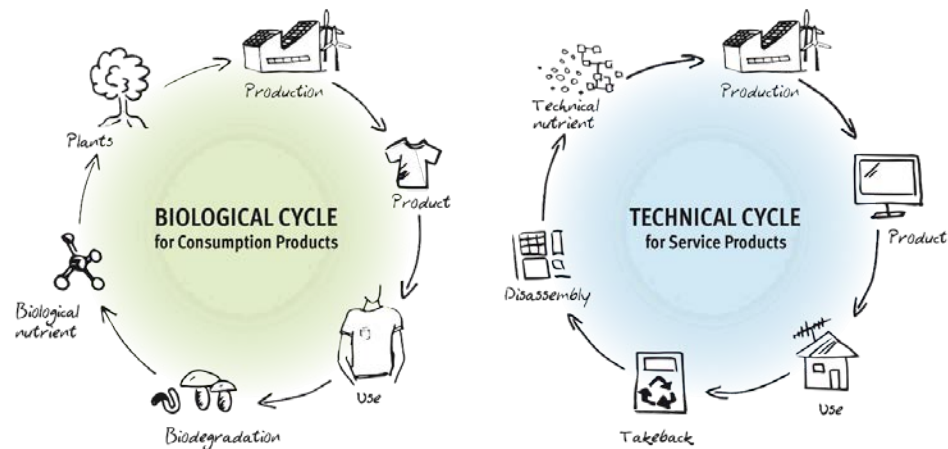 Production
Plants
Product
BIOLOGICAL CYCLE
for Consumption Products
Biological
nutrient
Use
Biodegradation
Production
Technical
nutrient
Product
TECHNICAL CYCLE
for Service Products
Disassembly
Use
Takeback